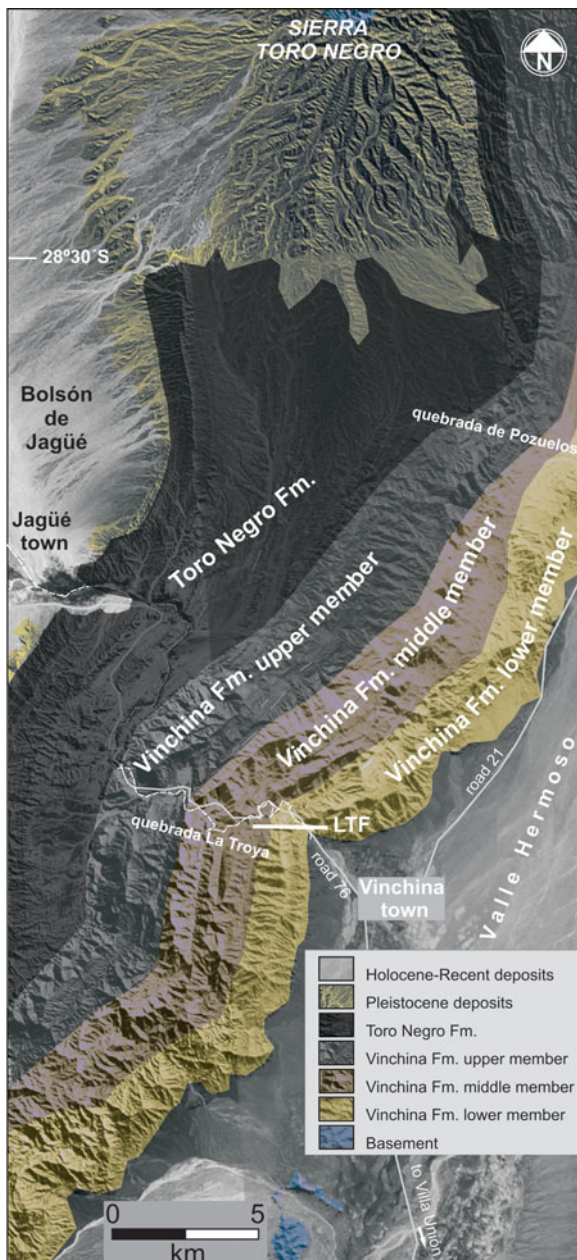 SIERRA
TORO NEGRO
N
28º30´S
Bolsón
de
Jagüé
quebrada de Pozuelos
Jagüé
town
Toro Negro Fm.
Vinchina Fm. upper member
Vinchina Fm. middle member
Vinchina Fm. lower member
road 21
quebrada La Troya
LTF
road 76
Vinchina
town
Valle Hermoso
Holocene-Recent deposits
Pleistocene deposits
Toro Negro Fm.
Vinchina Fm. upper member
Vinchina Fm. middle member
Vinchina Fm. lower member
Basement
to Villa Unión
0 5
km